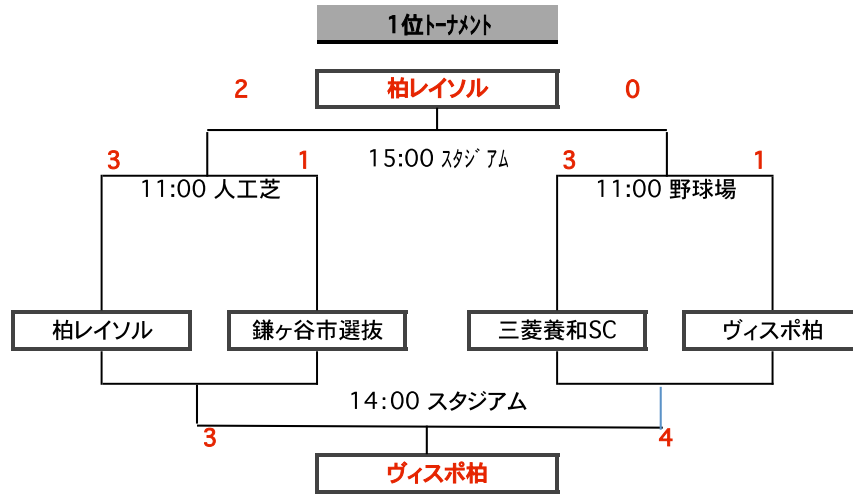 1位ﾄｰﾅﾒﾝﾄ
2 柏レイソル 0
3 1 15:00 ｽﾀｼﾞｱﾑ 3 1
11:00 人工芝 11:00 野球場
柏レイソル 鎌ヶ谷市選抜 三菱養和SC ヴィスポ柏
14:00 スタジアム
3 4
ヴィスポ柏